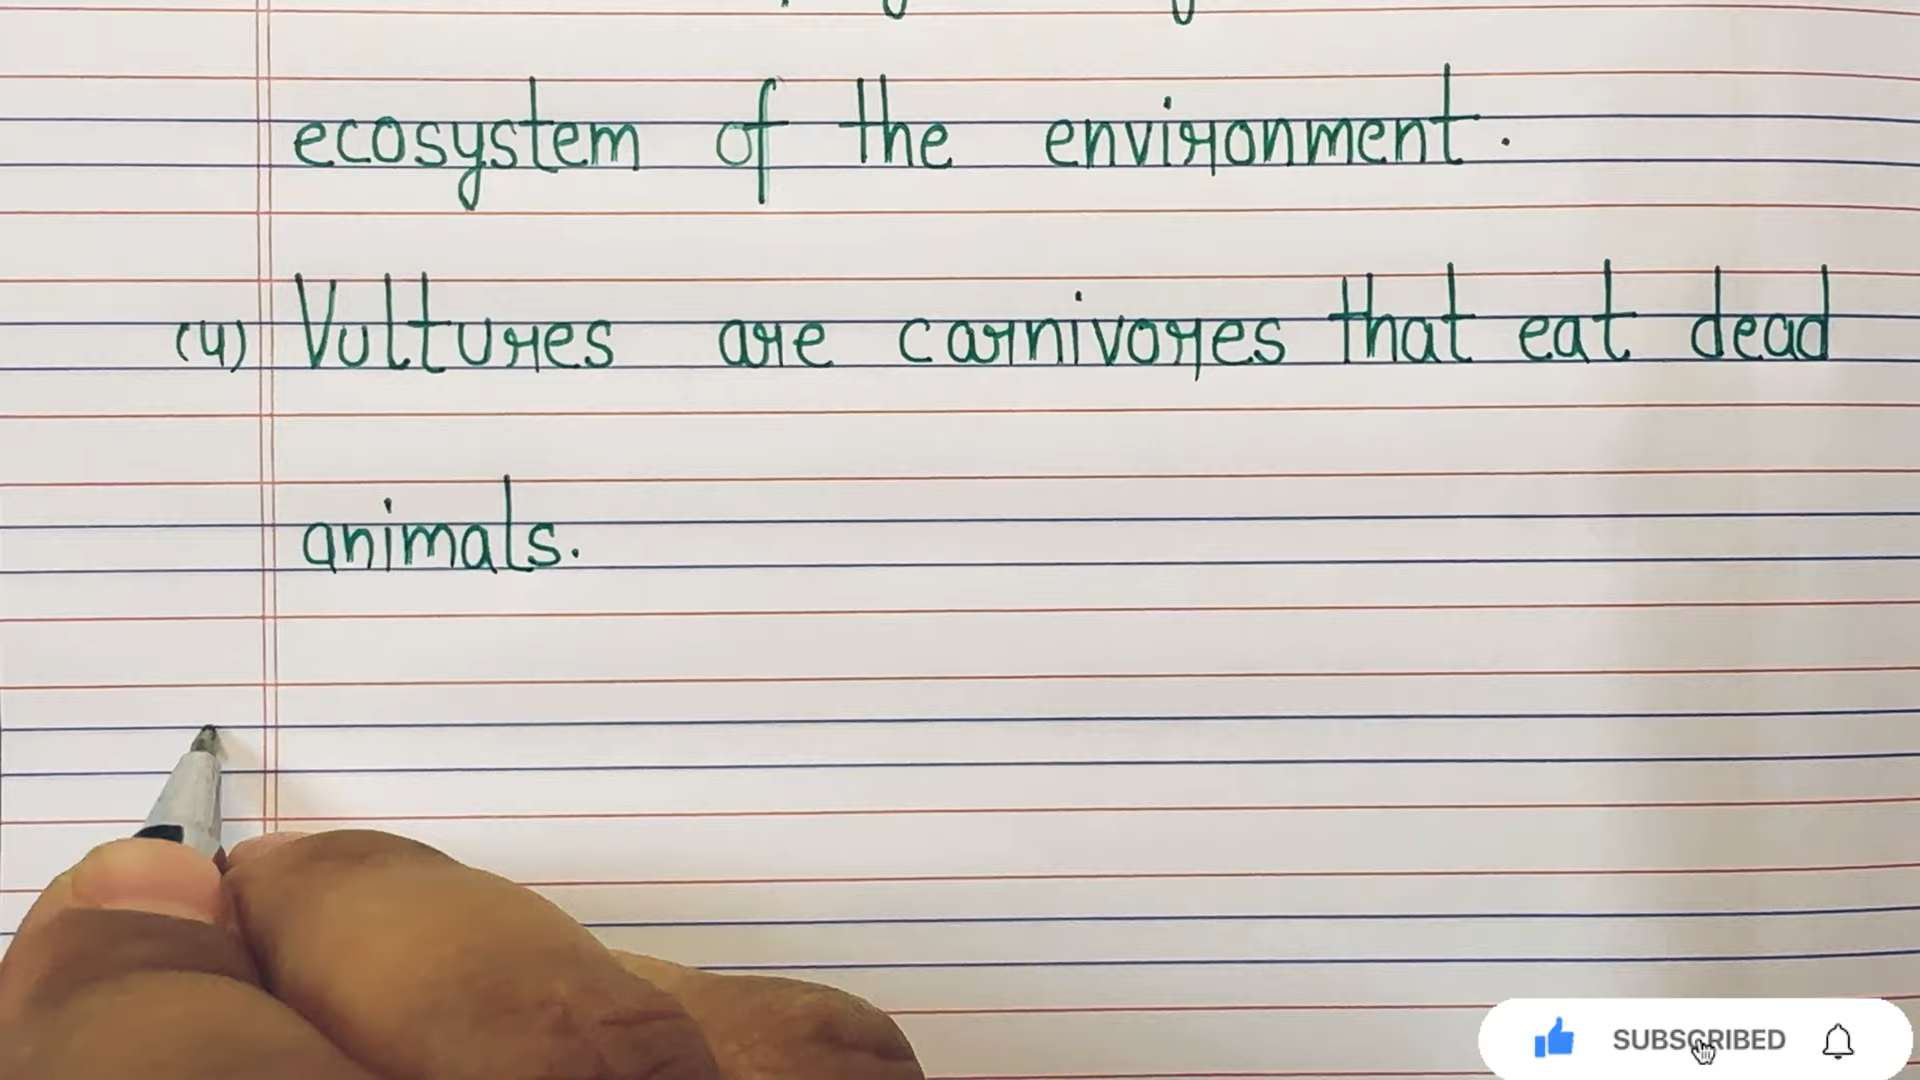 ecosystem of the environment.
(4) Vultures are carnivores that eat dead
animals.
SUBSCRIBED